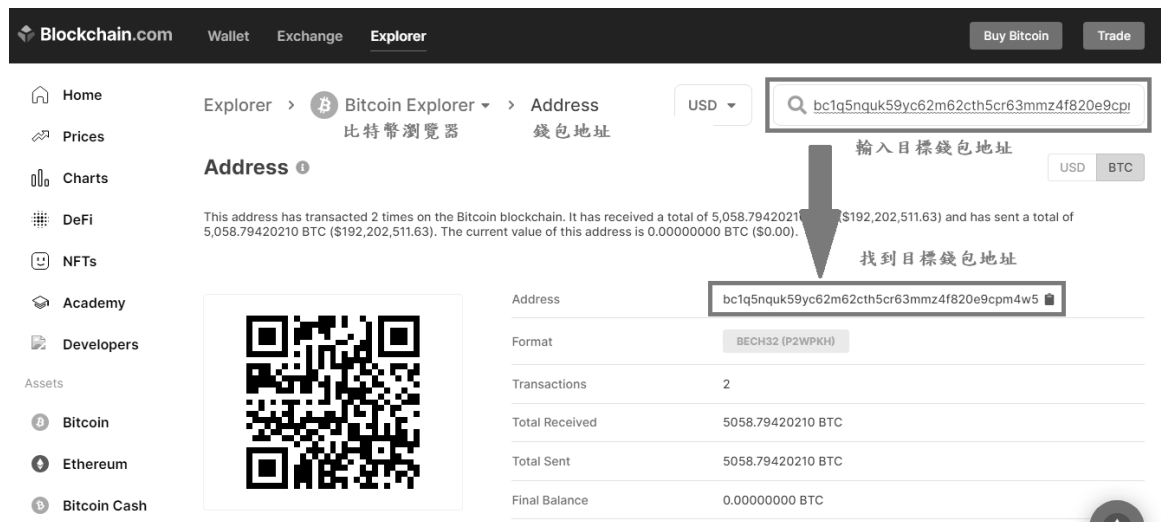 Blockchain.com Wallet Exchange Explorer Buy Bitcoin Trade
Home
Prices
Charts
DeFi
NFTs
Academy
Developers
Assets
Bitcoin
Ethereum
Bitcoin Cash
Explorer > Bitcoin Explorer > Address USD
bc1q5nquk59yc62m62cth5cr63mmz4f820e9cpr
比特幣瀏覽器 錢包地址
輸入目標錢包地址
Address
USD BTC
This address has transacted 2 times on the Bitcoin blockchain. It has received a total of 5,058.7942021 ($192,202,511.63) and has sent a total of
5,058.79420210 BTC ($192,202,511.63). The current value of this address is 0.00000000 BTC ($0.00).
找到目標錢包地址
Address bc1q5nquk59yc62m62cth5cr63mmz4f820e9cpm4w5
Format BECH32 (P2WPKH)
Transactions 2
Total Received 5058.79420210 BTC
Total Sent 5058.79420210 BTC
Final Balance 0.00000000 BTC